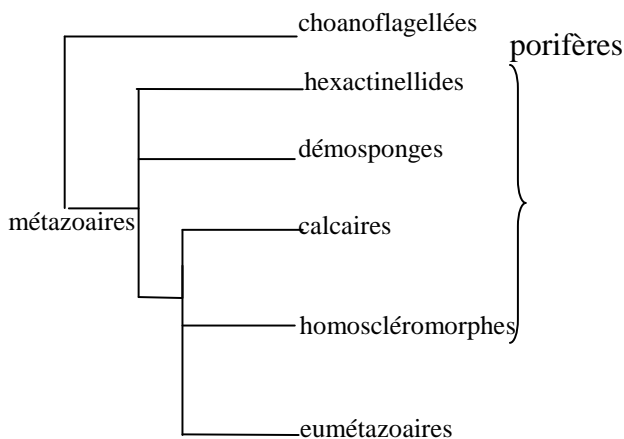 choanoflagellées
porifères
hexactinellides
démosponges
métazoaires
calcaires
homoscléromorphes
eumétazoaires